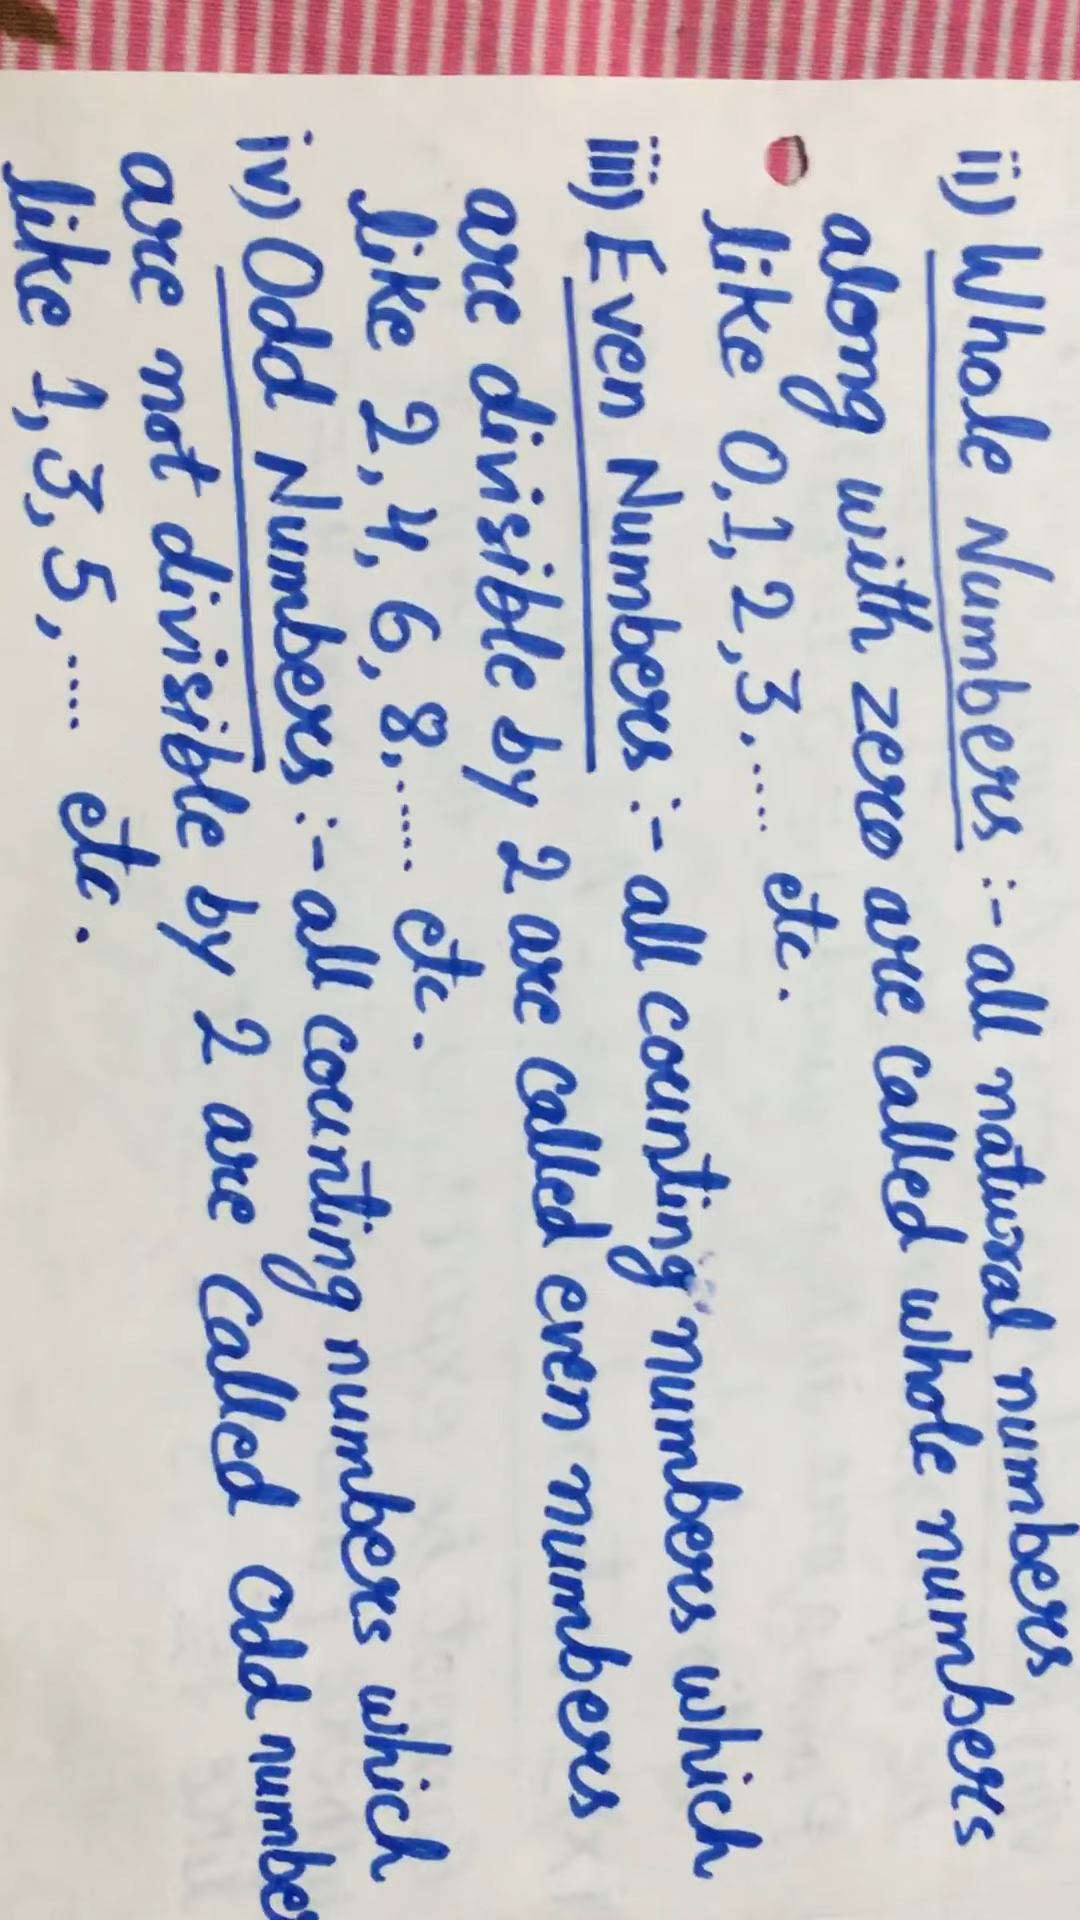 ii) Whole Numbers :- all natural numbers
along with zero are called whole numbers
like 0,1,2,3..... etc.
iii) Even Numbers :- all counting numbers which
are divisible by 2 are called even numbers
like 2,4,6,8,..... etc.
iv) Odd Numbers :- all counting numbers which
are not divisible by 2 are called odd number
like 1,3,5,.... etc.